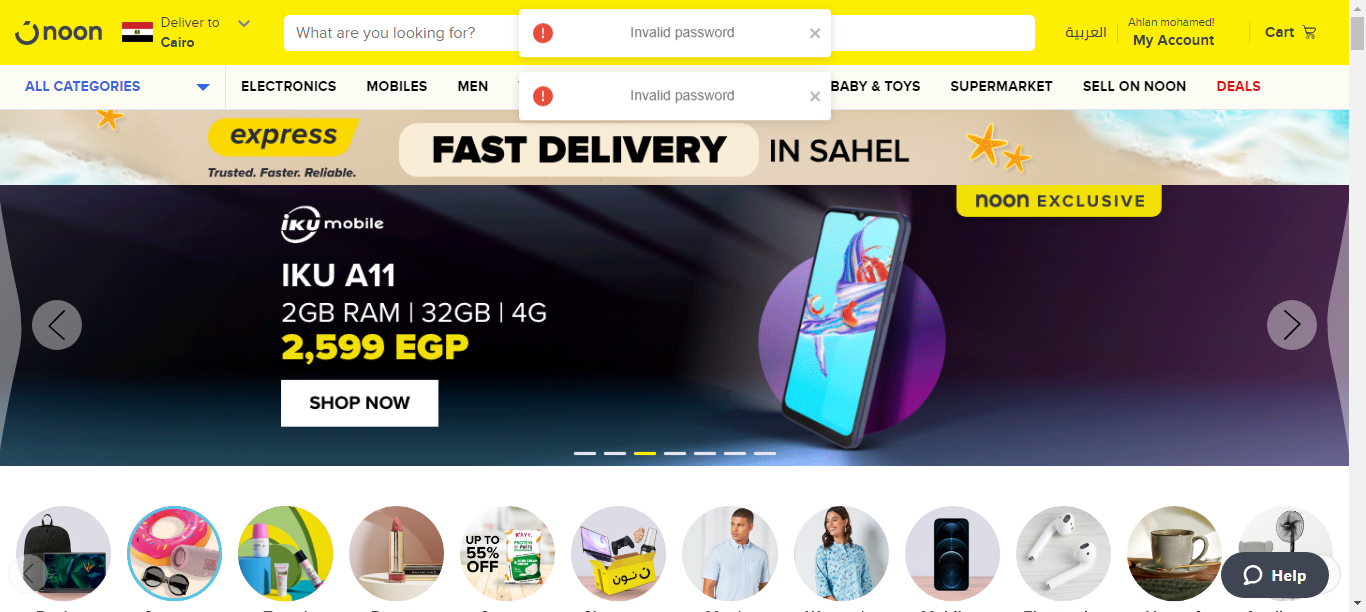 noon
Deliver to
Cairo
What are you looking for?
Invalid password
العربية
Ahlan mohamed!
My Account
Cart
ALL CATEGORIES
ELECTRONICS
MOBILES
MEN
Invalid password
BABY & TOYS
SUPERMARKET
SELL ON NOON
DEALS
express
Trusted. Faster. Reliable.
FAST DELIVERY IN SAHEL
noon EXCLUSIVE
iKU mobile
IKU A11
2GB RAM | 32GB | 4G
2,599 EGP
SHOP NOW
UP TO
55%
OFF
نون
Help